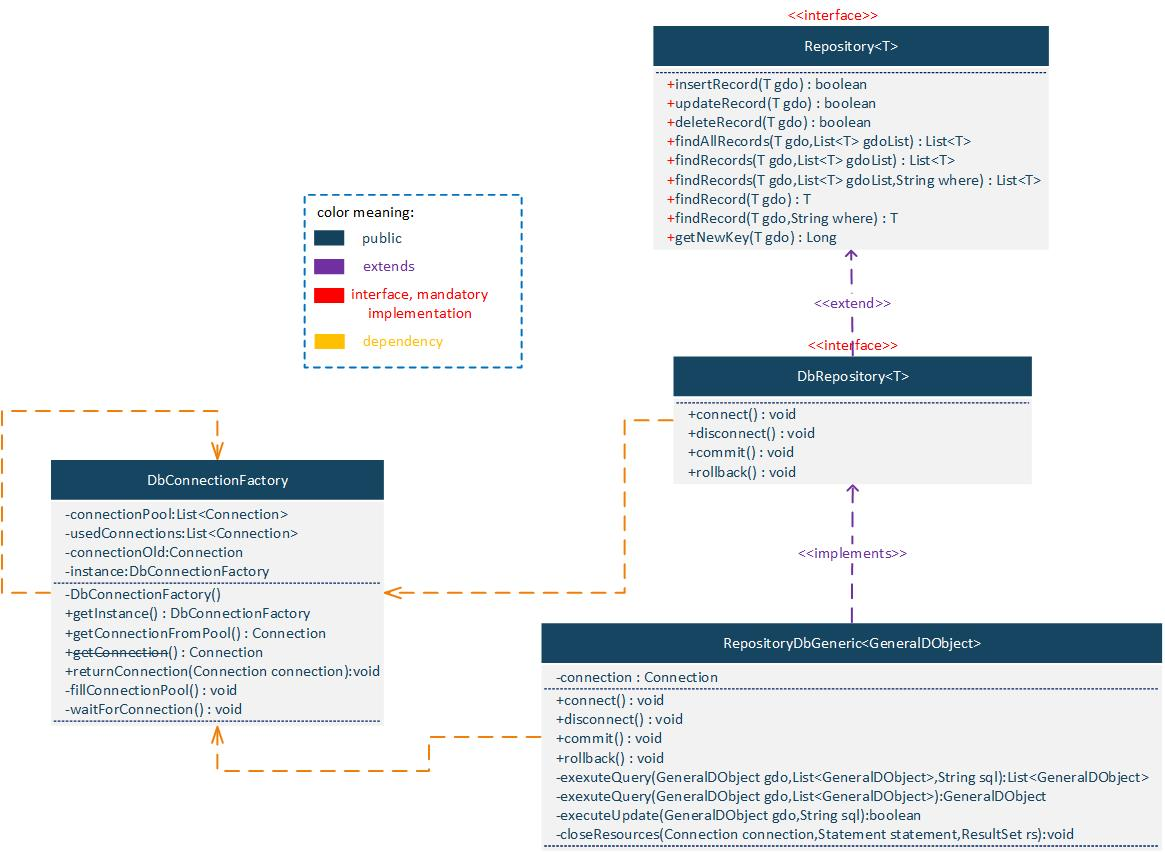 <<interface>>
Repository<T>
+insertRecord(T gdo) : boolean
+updateRecord(T gdo) : boolean
+deleteRecord(T gdo) : boolean
+findAllRecords(T gdo,List<T> gdoList) : List<T>
+findRecords(T gdo,List<T> gdoList) : List<T>
+findRecords(T gdo,List<T> gdoList,String where) : List<T>
+findRecord(T gdo) : T
+findRecord(T gdo,String where) : T
+getNewKey(T gdo) : Long
color meaning:
public
extends
interface, mandatory
implementation
dependency
<<extend>>
<<interface>>
DbRepository<T>
+connect() : void
+disconnect() : void
+commit() : void
+rollback() : void
DbConnectionFactory
-connectionPool:List<Connection>
-usedConnections:List<Connection>
-connectionOld:Connection
-instance:DbConnectionFactory
-DbConnectionFactory()
+getInstance() : DbConnectionFactory
+getConnectionFromPool() : Connection
+getConnection() : Connection
+returnConnection(Connection connection):void
-fillConnectionPool() : void
-waitForConnection() : void
<<implements>>
RepositoryDbGeneric<GeneralDObject>
-connection : Connection
+connect() : void
+disconnect() : void
+commit() : void
+rollback() : void
-exexuteQuery(GeneralDObject gdo,List<GeneralDObject>,String sql):List<GeneralDObject>
-exexuteQuery(GeneralDObject gdo,List<GeneralDObject>):GeneralDObject
-executeUpdate(GeneralDObject gdo,String sql):boolean
-closeResources(Connection connection,Statement statement,ResultSet rs):void